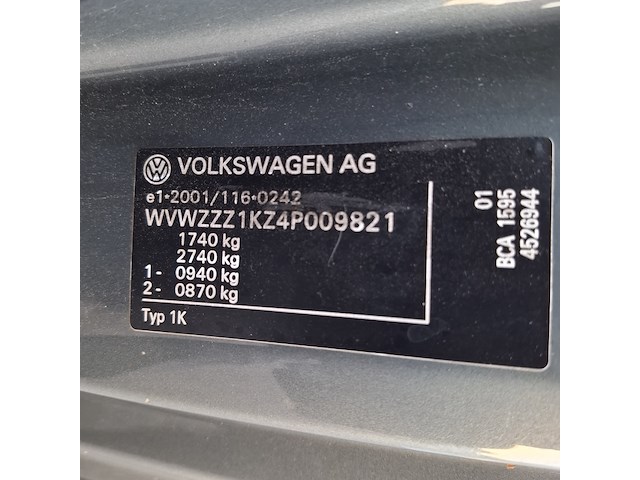 VOLKSWAGEN AG
e1*2001/116*0242
WVWZZZ1KZ4P009821
1740 kg
2740 kg
1- 0940 kg
2- 0870 kg
Typ 1K
01
BCA 1595
4526944